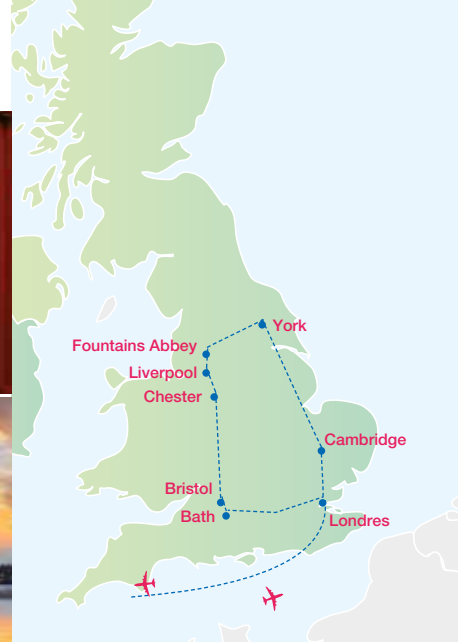 York
Fountains Abbey
Liverpool
Chester
Cambridge
Bristol
Bath
Londres